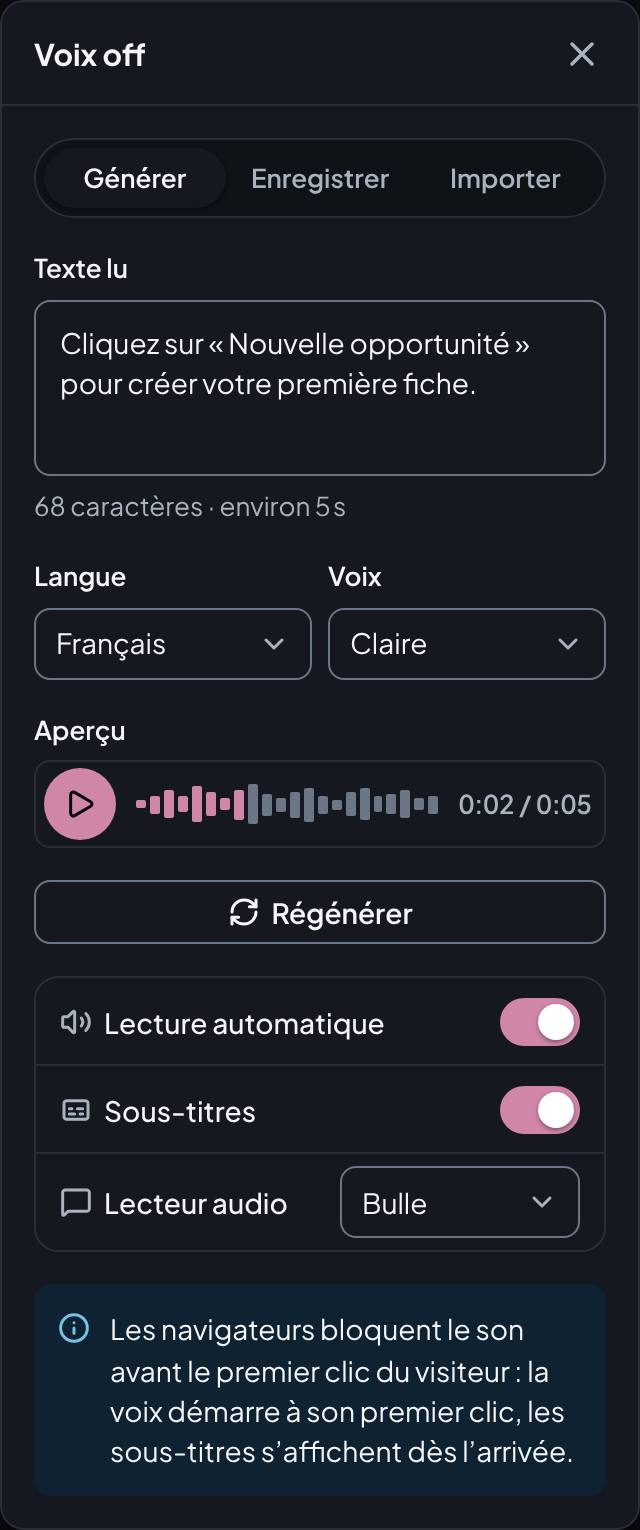 Voix off
Générer
Enregistrer
Importer
Texte lu
Cliquez sur « Nouvelle opportunité »
pour créer votre première fiche.
68 caractères · environ 5 s
Langue
Voix
Français
Claire
Aperçu
0:02 / 0:05
Régénérer
Lecture automatique
Sous-titres
Lecteur audio
Bulle
Les navigateurs bloquent le son
avant le premier clic du visiteur : la
voix démarre à son premier clic, les
sous-titres s’affichent dès l’arrivée.